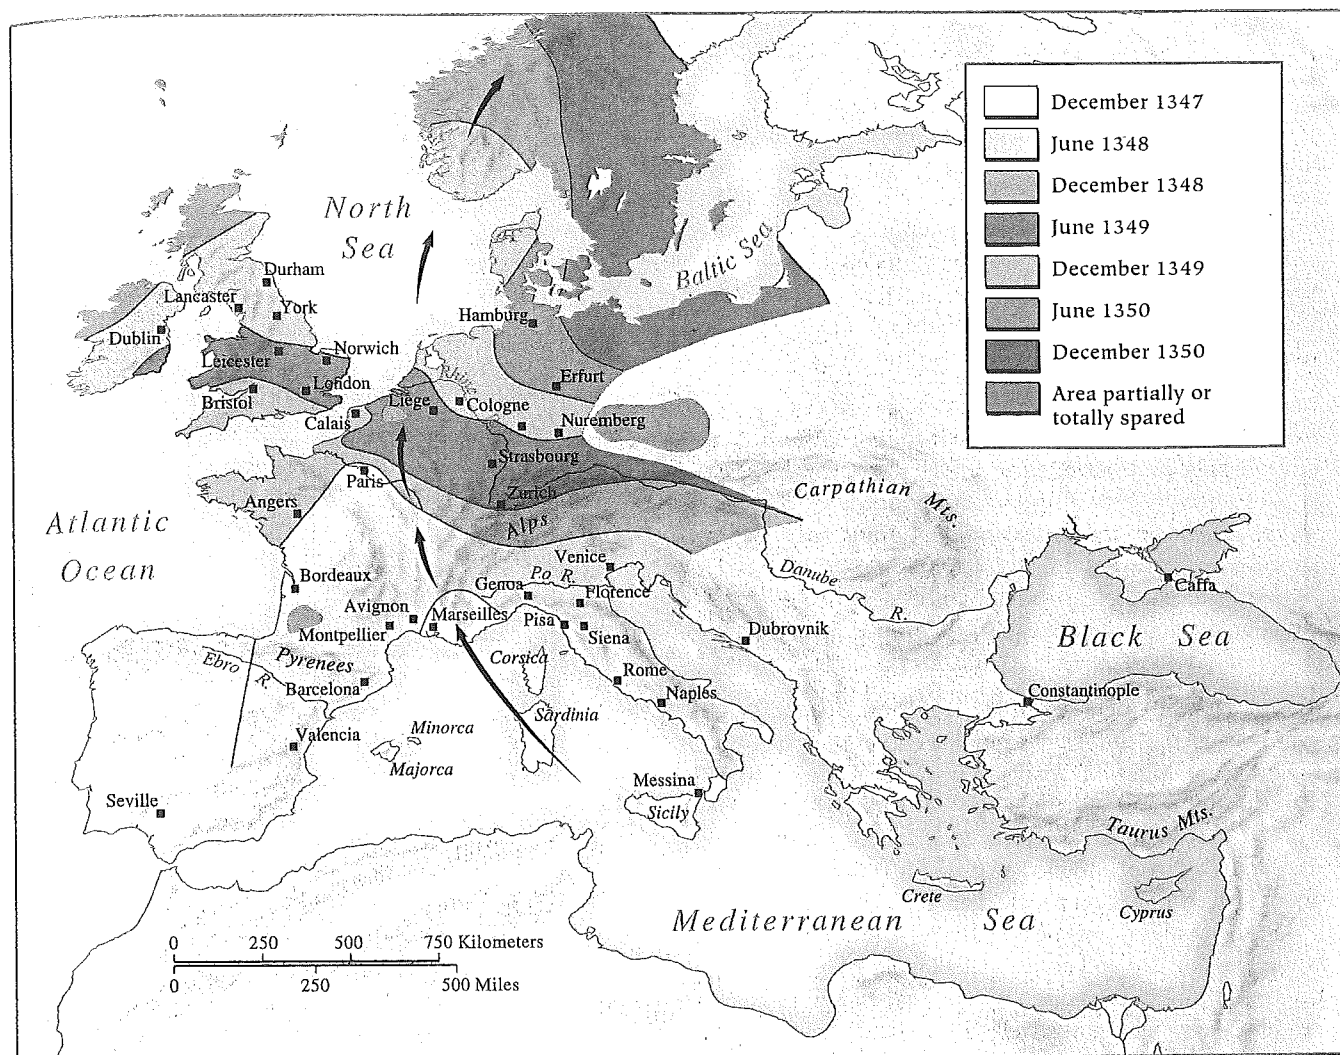 December 1347
June 1348
December 1348
June 1349
December 1349
June 1350
December 1350
Area partially or
totally spared
North
Sea
Baltic Sea
Durham
Lancaster
York
Dublin
Hamburg
Leicester
Norwich
London
Bristol
Calais
Liège
Rhine
Cologne
Erfurt
Nuremberg
Strasbourg
Paris
Zurich
Angers
Alps
Carpathian Mts.
Atlantic
Ocean
Venice
Danube
R.
Bordeaux
Genoa
Po R.
Florence
Caffa
Avignon
Marseilles
Montpellier
Pisa
Siena
Dubrovnik
Black Sea
Ebro
R.
Pyrenees
Corsica
Rome
Barcelona
Naples
Constantinople
Minorca
Sardinia
Valencia
Majorca
Seville
Messina
Sicily
Taurus Mts.
Crete
Cyprus
Mediterranean Sea
0 250 500 750 Kilometers
0 250 500 Miles